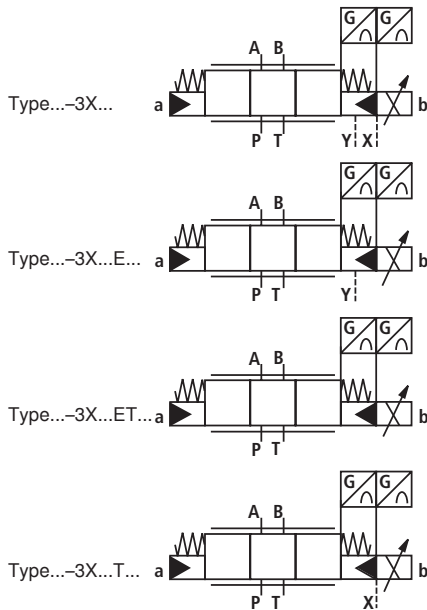 G G
A B
Type...–3X... a b
P T Y X
G G
A B
Type...–3X...E... a b
P T Y
G G
A B
Type...–3X...ET... a b
P T
G G
A B
Type...–3X...T... a b
P T X